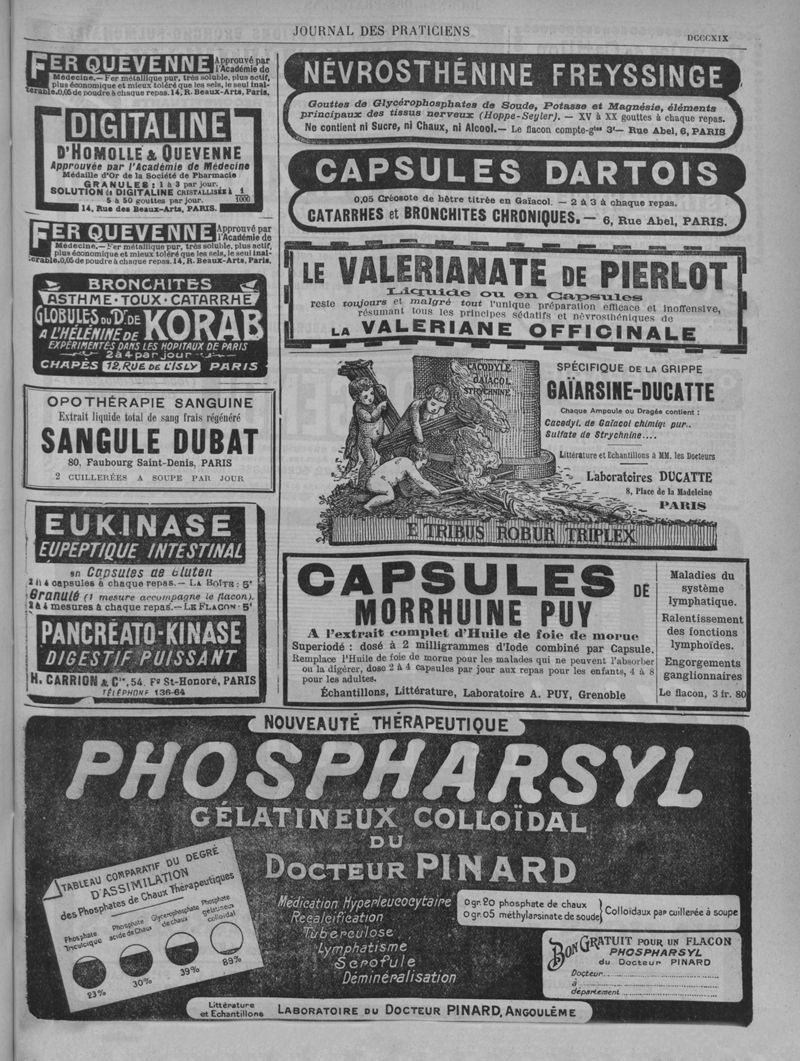 JOURNAL DES PRATICIENS
DCCCXIX
FER QUEVENNE Approuvé par
l'Académie de
Médecine.— Fer métallique pur, très soluble, plus actif,
plus économique et mieux toléré que les sels, le seul inal-
térable.0,05 de poudre à chaque repas. 14, R. Beaux-Arts, Paris.
DIGITALINE
D'HOMOLLE & QUEVENNE
Approuvée par l'Académie de Médecine
Médaille d'Or de la Société de Pharmacie
GRANULES : 1 à 3 par jour.
SOLUTION de DIGITALINE CRISTALLISÉE à 1/1000
5 à 50 gouttes par jour.
14, Rue des Beaux-Arts, PARIS.
FER QUEVENNE Approuvé par
l'Académie de
Médecine.— Fer métallique pur, très soluble, plus actif,
plus économique et mieux toléré que les sels, le seul inal-
térable.0,05 de poudre à chaque repas. 14, R. Beaux-Arts, Paris.
BRONCHITES
ASTHME · TOUX · CATARRHE
GLOBULES DU Dr. DE
A L'HÉLÉNINE DE KORAB
EXPÉRIMENTÉS DANS LES HOPITAUX DE PARIS
2 à 4 par jour
CHAPÈS 12, RUE DE L'ISLY PARIS
OPOTHÉRAPIE SANGUINE
Extrait liquide total de sang frais régénéré
SANGULE DUBAT
80, Faubourg Saint-Denis, PARIS
2 CUILLERÉES A SOUPE PAR JOUR
EUKINASE
EUPEPTIQUE INTESTINAL
en Capsules de Gluten
2 à 4 capsules à chaque repas.— LA BOÎTE : 5f
Granulé (1 mesure accompagne le flacon).
2 à 4 mesures à chaque repas.— LE FLACON : 5f
PANCRÉATO-KINASE
DIGESTIF PUISSANT
H. CARRION & Cie, 54, Fg St-Honoré, PARIS
TÉLÉPHONE 136-64
NÉVROSTHÉNINE FREYSSINGE
Gouttes de Glycérophosphates de Soude, Potasse et Magnésie, éléments
principaux des tissus nerveux (Hoppe-Seyler). — XV à XX gouttes à chaque repas.
Ne contient ni Sucre, ni Chaux, ni Alcool.— Le flacon compte-gttes 3f — Rue Abel, 6, PARIS
CAPSULES DARTOIS
0,05 Créosote de hêtre titrée en Gaïacol. — 2 à 3 à chaque repas.
CATARRHES et BRONCHITES CHRONIQUES. — 6, Rue Abel, PARIS.
LE VALERIANATE DE PIERLOT
Liquide ou en Capsules
reste toujours et malgré tout l'unique préparation efficace et inoffensive,
résumant tous les principes sédatifs et névrosthéniques de
LA VALERIANE OFFICINALE
CACODYLE
GAÏACOL
STRYCHNINE
E TRIBUS ROBUR TRIPLEX
SPÉCIFIQUE DE LA GRIPPE
GAÏARSINE-DUCATTE
Chaque Ampoule ou Dragée contient :
Cacodyl. de Gaïacol chimiq^t pur..
Sulfate de Strychnine....
Littérature et Echantillons à MM. les Docteurs
Laboratoires DUCATTE
8, Place de la Madeleine
PARIS
CAPSULES DE
MORRHUINE PUY
A l'extrait complet d'Huile de foie de morue
Superiodé : dosé à 2 milligrammes d'Iode combiné par Capsule.
Remplace l'Huile de foie de morue pour les malades qui ne peuvent l'absorber
ou la digérer, dose 2 à 4 capsules par jour aux repas pour les enfants, 4 à 8
pour les adultes.
Échantillons, Littérature, Laboratoire A. PUY, Grenoble
Maladies du
système
lymphatique.
Ralentissement
des fonctions
lymphoïdes.
Engorgements
ganglionnaires
Le flacon, 3 fr. 80
NOUVEAUTÉ THÉRAPEUTIQUE
PHOSPHARSYL
GÉLATINEUX COLLOÏDAL
DU
DOCTEUR PINARD
TABLEAU COMPARATIF DU DEGRÉ
D'ASSIMILATION
des Phosphates de Chaux Thérapeutiques
Phosphate Tricalcique
Phosphate acide de Chaux
Glycerophosphate de chaux
Phosphate gélatineux colloïdal
23%
30%
39%
89%
Médication Hyperleucocytaire
Recalcification
Tuberculose
Lymphatisme
Scrofule
Déminéralisation
0 gr. 20 phosphate de chaux
0 gr. 05 méthylarsinate de soude
Colloïdaux par cuillerée à soupe
BON GRATUIT POUR UN FLACON
PHOSPHARSYL
du Docteur PINARD
Docteur
à
département
Littérature
et Echantillons
LABORATOIRE DU DOCTEUR PINARD, ANGOULÊME